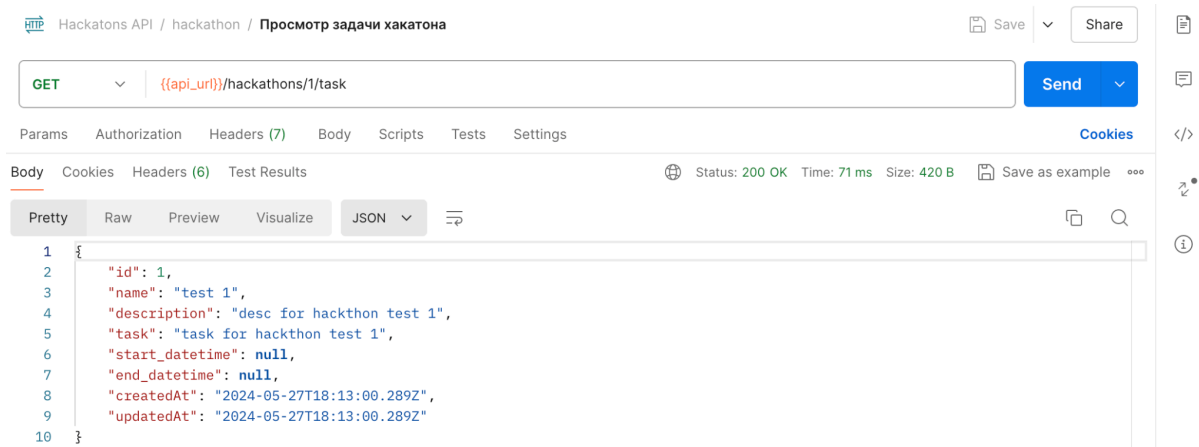 HTTP Hackatons API / hackathon / Просмотр задачи хакатона Save Share
GET {{api_url}}/hackathons/1/task Send
Params Authorization Headers (7) Body Scripts Tests Settings Cookies
Body Cookies Headers (6) Test Results Status: 200 OK Time: 71 ms Size: 420 B Save as example
Pretty Raw Preview Visualize JSON
1 {
2 "id": 1,
3 "name": "test 1",
4 "description": "desc for hackthon test 1",
5 "task": "task for hackthon test 1",
6 "start_datetime": null,
7 "end_datetime": null,
8 "createdAt": "2024-05-27T18:13:00.289Z",
9 "updatedAt": "2024-05-27T18:13:00.289Z"
10 }